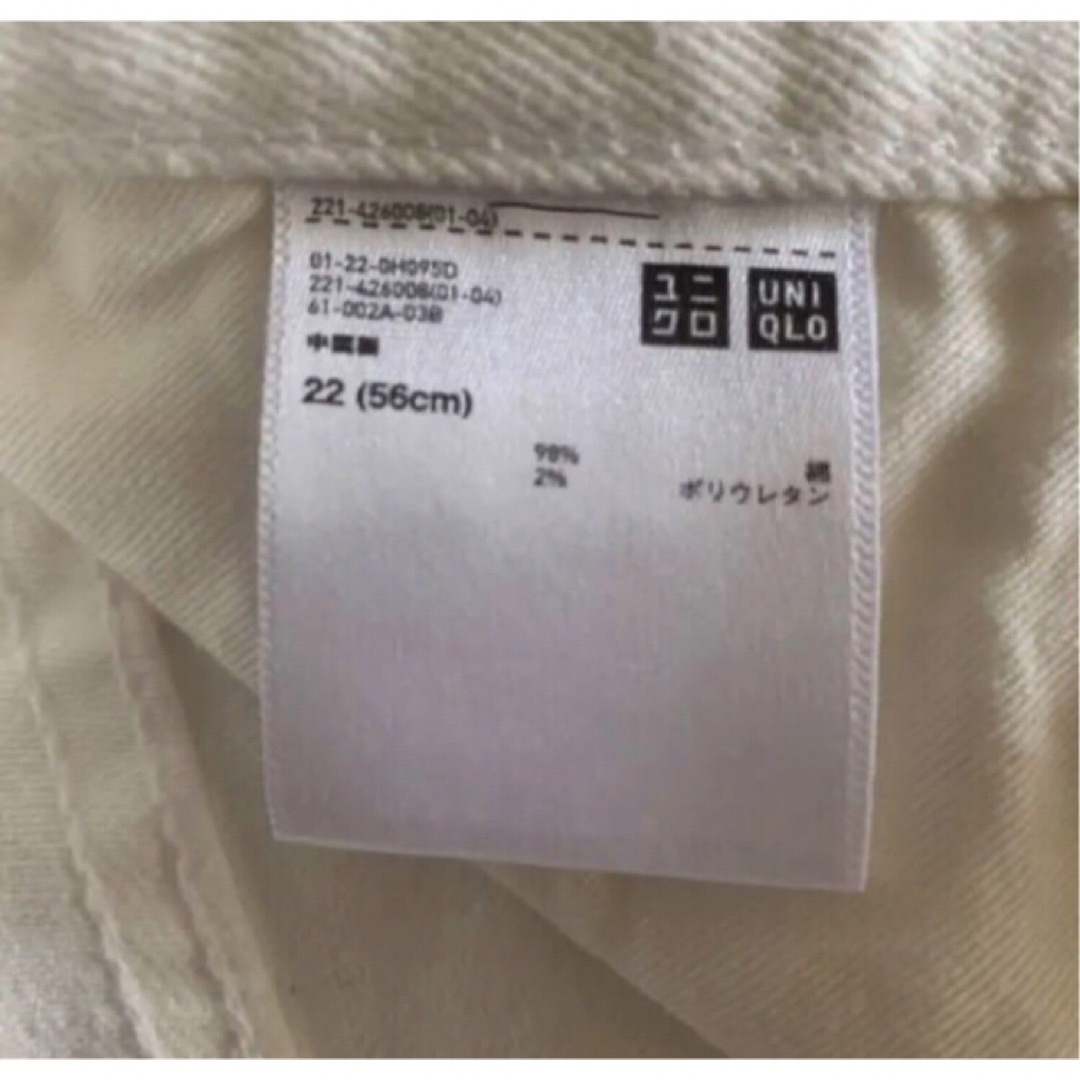 221-426008(01-04)
01-22-0H095D
221-426008(01-04)
61-002A-03B
中国製
22 (56cm)
ユニ
クロ
UNI
QLO
98% 綿
2% ポリウレタン